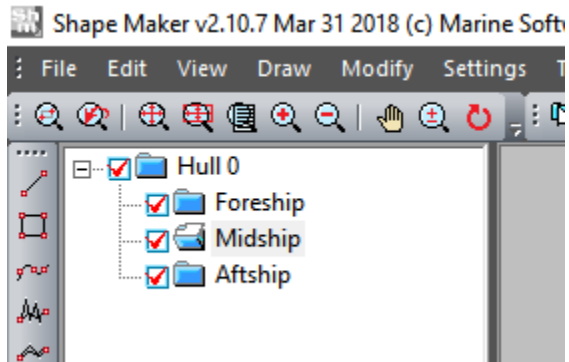 Shape Maker v2.10.7 Mar 31 2018 (c) Marine Softw
File Edit View Draw Modify Settings
Hull 0
Foreship
Midship
Aftship